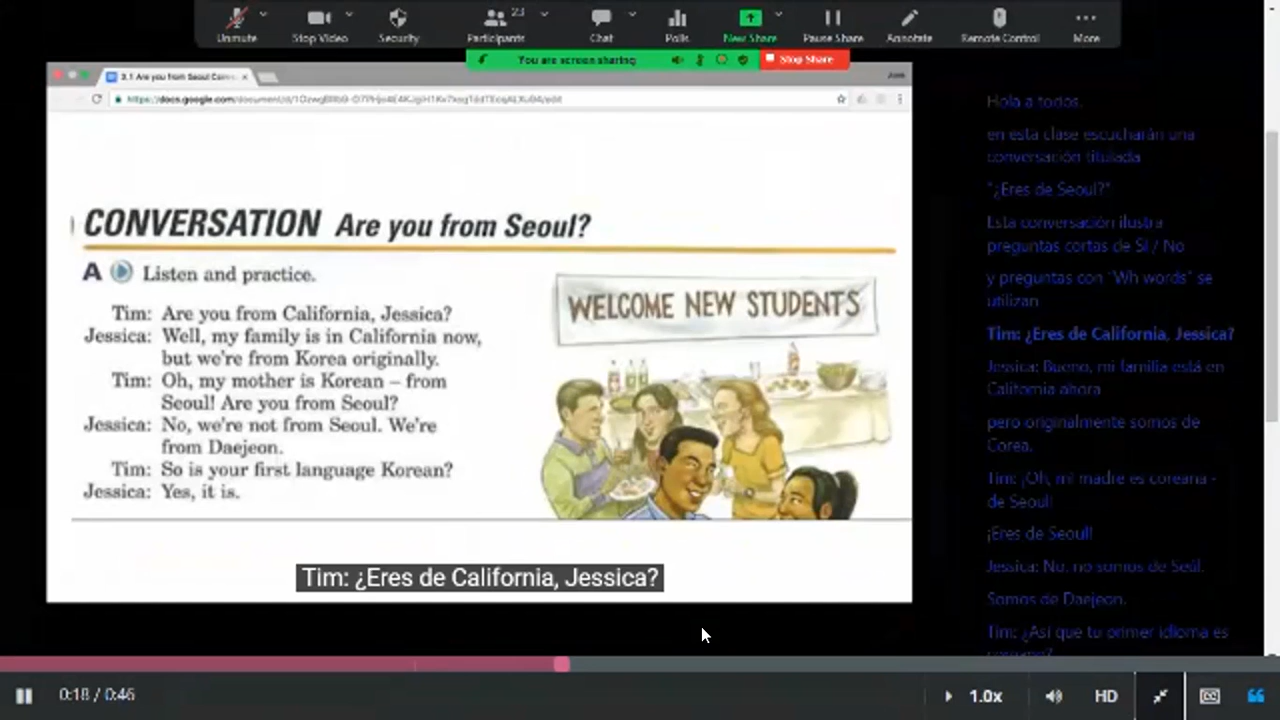 Unmute
Stop Video
Security
Participants
23
Chat
Polls
New Share
Pause Share
Annotate
Remote Control
More
You are screen sharing
Stop Share
CONVERSATION Are you from Seoul?
A Listen and practice.
Tim: Are you from California, Jessica?
Jessica: Well, my family is in California now,
but we're from Korea originally.
Tim: Oh, my mother is Korean – from
Seoul! Are you from Seoul?
Jessica: No, we're not from Seoul. We're
from Daejeon.
Tim: So is your first language Korean?
Jessica: Yes, it is.
WELCOME NEW STUDENTS
Tim: ¿Eres de California, Jessica?
Hola a todos.
en esta clase escucharán una
conversación titulada
"¿Eres de Seoul?"
Esta conversación ilustra
preguntas cortas de SI / No
y preguntas con "Wh words" se
utilizan
Tim: ¿Eres de California, Jessica?
Jessica: Bueno, mi familia está en
California ahora
pero originalmente somos de
Corea.
Tim: ¡Oh, mi madre es coreana -
de Seoul!
¡Eres de Seoul!
Jessica: No, no somos de Seúl.
Somos de Daejeon.
Tim: ¿Así que tu primer idioma es
0:18 / 0:46
1.0x
HD